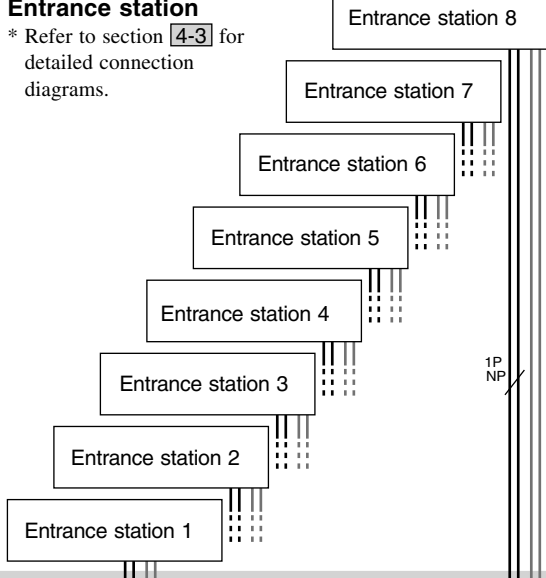 Entrance station
* Refer to section 4-3 for
detailed connection
diagrams.
Entrance station 8
Entrance station 7
Entrance station 6
Entrance station 5
Entrance station 4
Entrance station 3
Entrance station 2
Entrance station 1
1P
NP